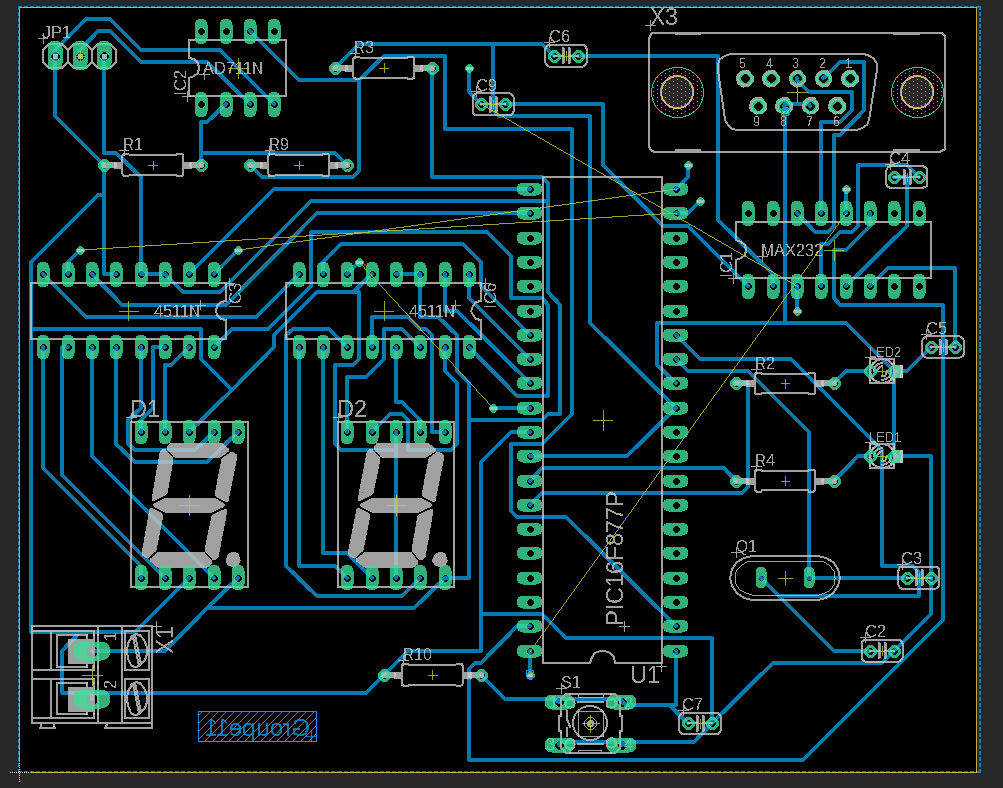 JP1
IC2
AD711N
R3
C6
X3
5 4 3 2 1
9 8 7 6
C9
R1
R9
C4
IC1
MAX232
4511N
IC3
4511N
IC6
C5
LED2
R2
D1
D2
LED1
R4
PIC16F877P
Q1
C3
X1
1
2
C2
R10
U1
S1
C7
Groupe11